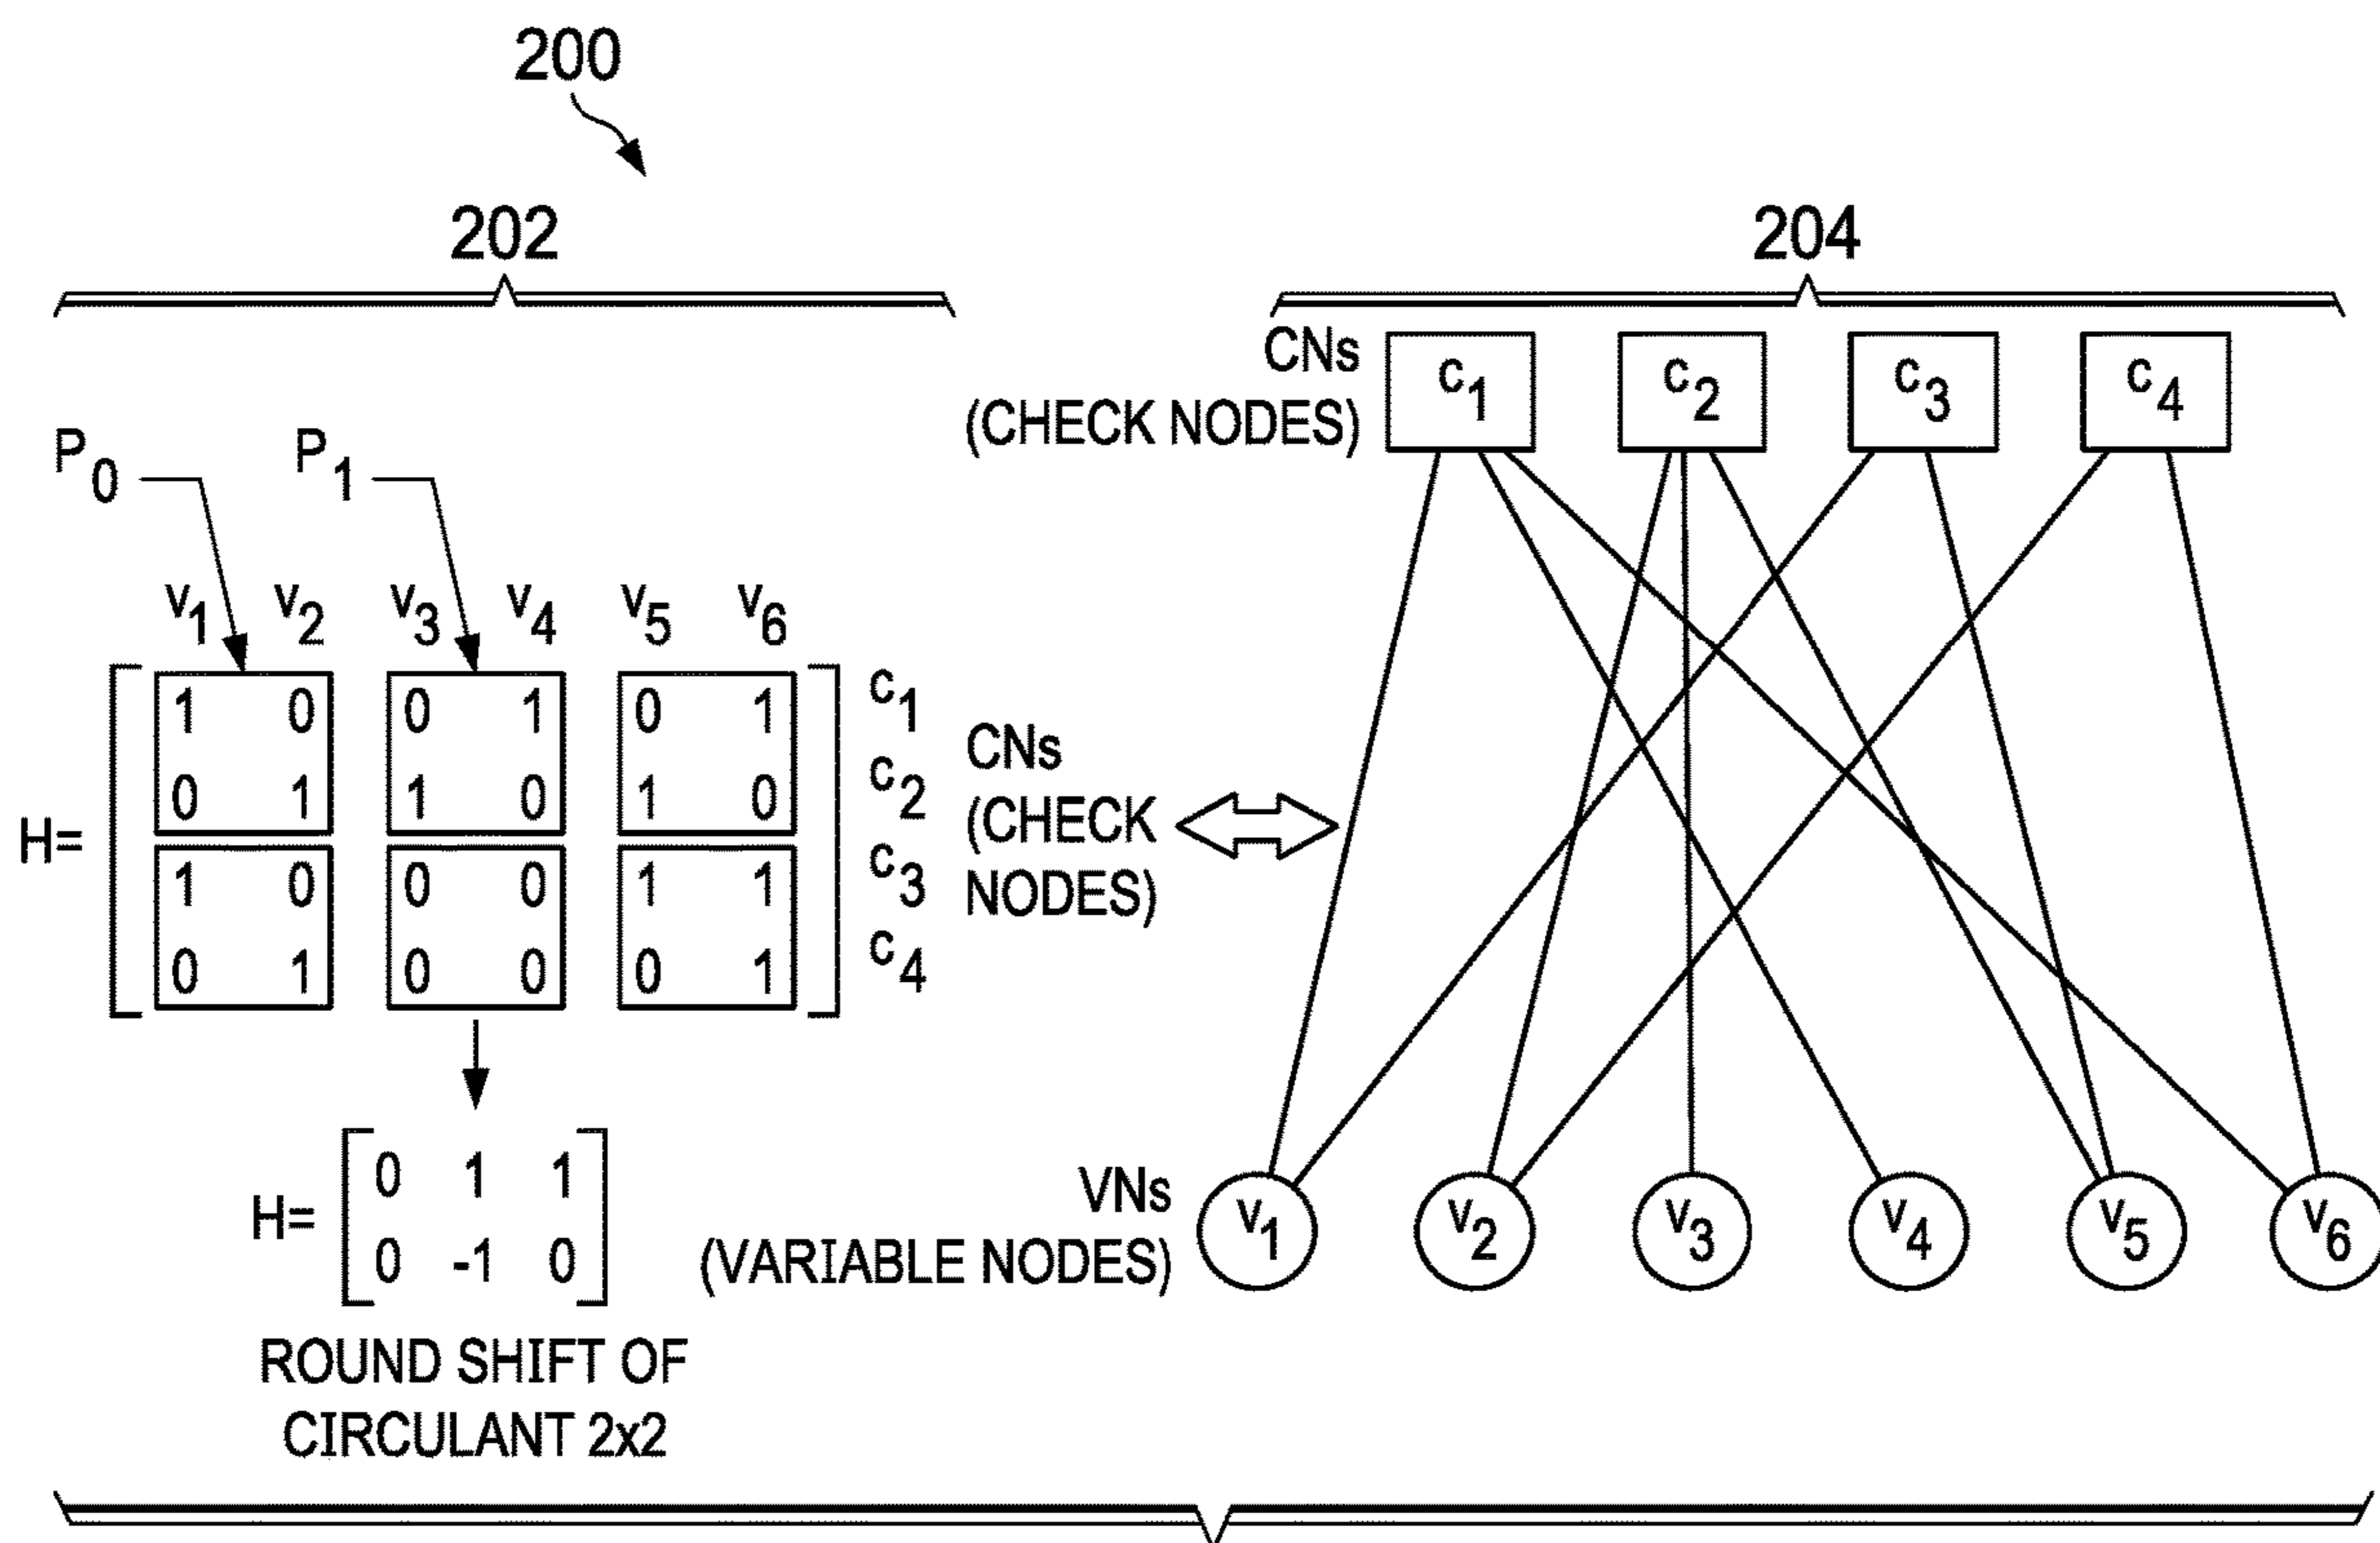 200
202
204
CNs
(CHECK NODES)
c1 c2 c3 c4
P0 P1
v1 v2 v3 v4 v5 v6
H=
1 0 0 1 0 1 c1
0 1 1 0 1 0 c2
1 0 0 0 1 1 c3
0 1 0 0 0 1 c4
CNs
(CHECK
NODES)
H=
0 1 1
0 -1 0
ROUND SHIFT OF
CIRCULANT 2x2
VNs
(VARIABLE NODES)
v1 v2 v3 v4 v5 v6